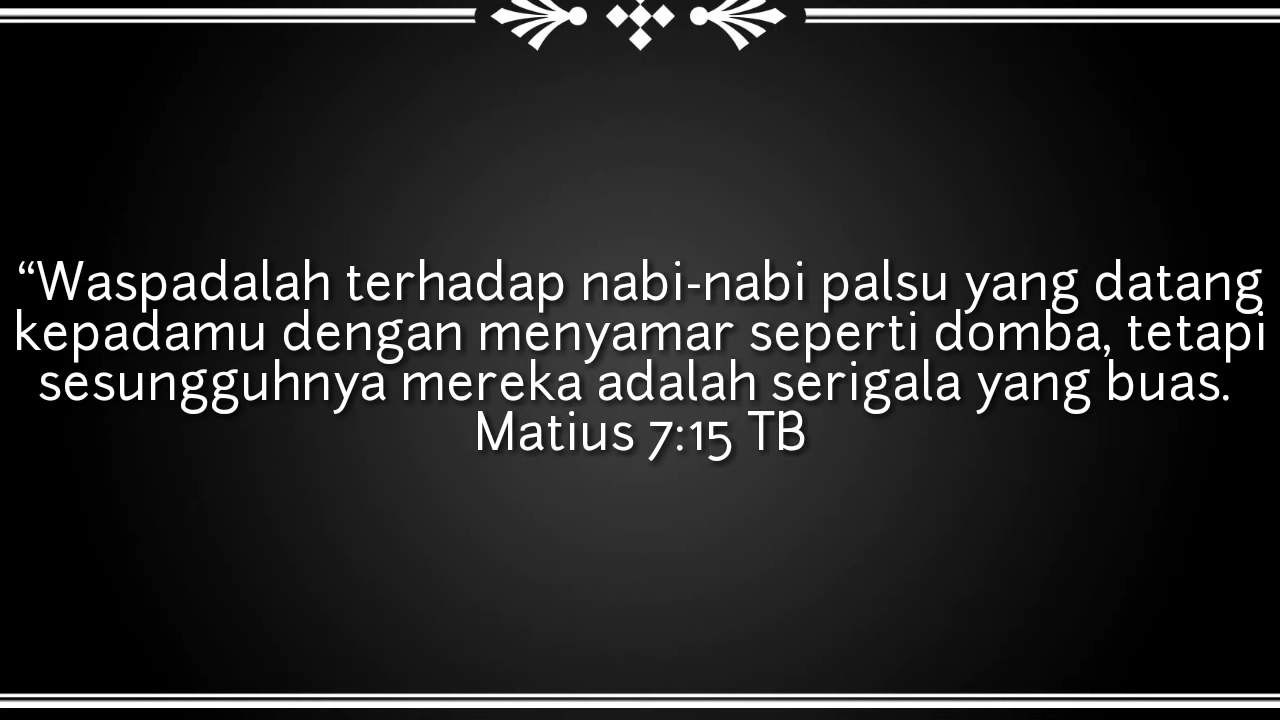 “Waspadalah terhadap nabi-nabi palsu yang datang
kepadamu dengan menyamar seperti domba, tetapi
sesungguhnya mereka adalah serigala yang buas.
Matius 7:15 TB